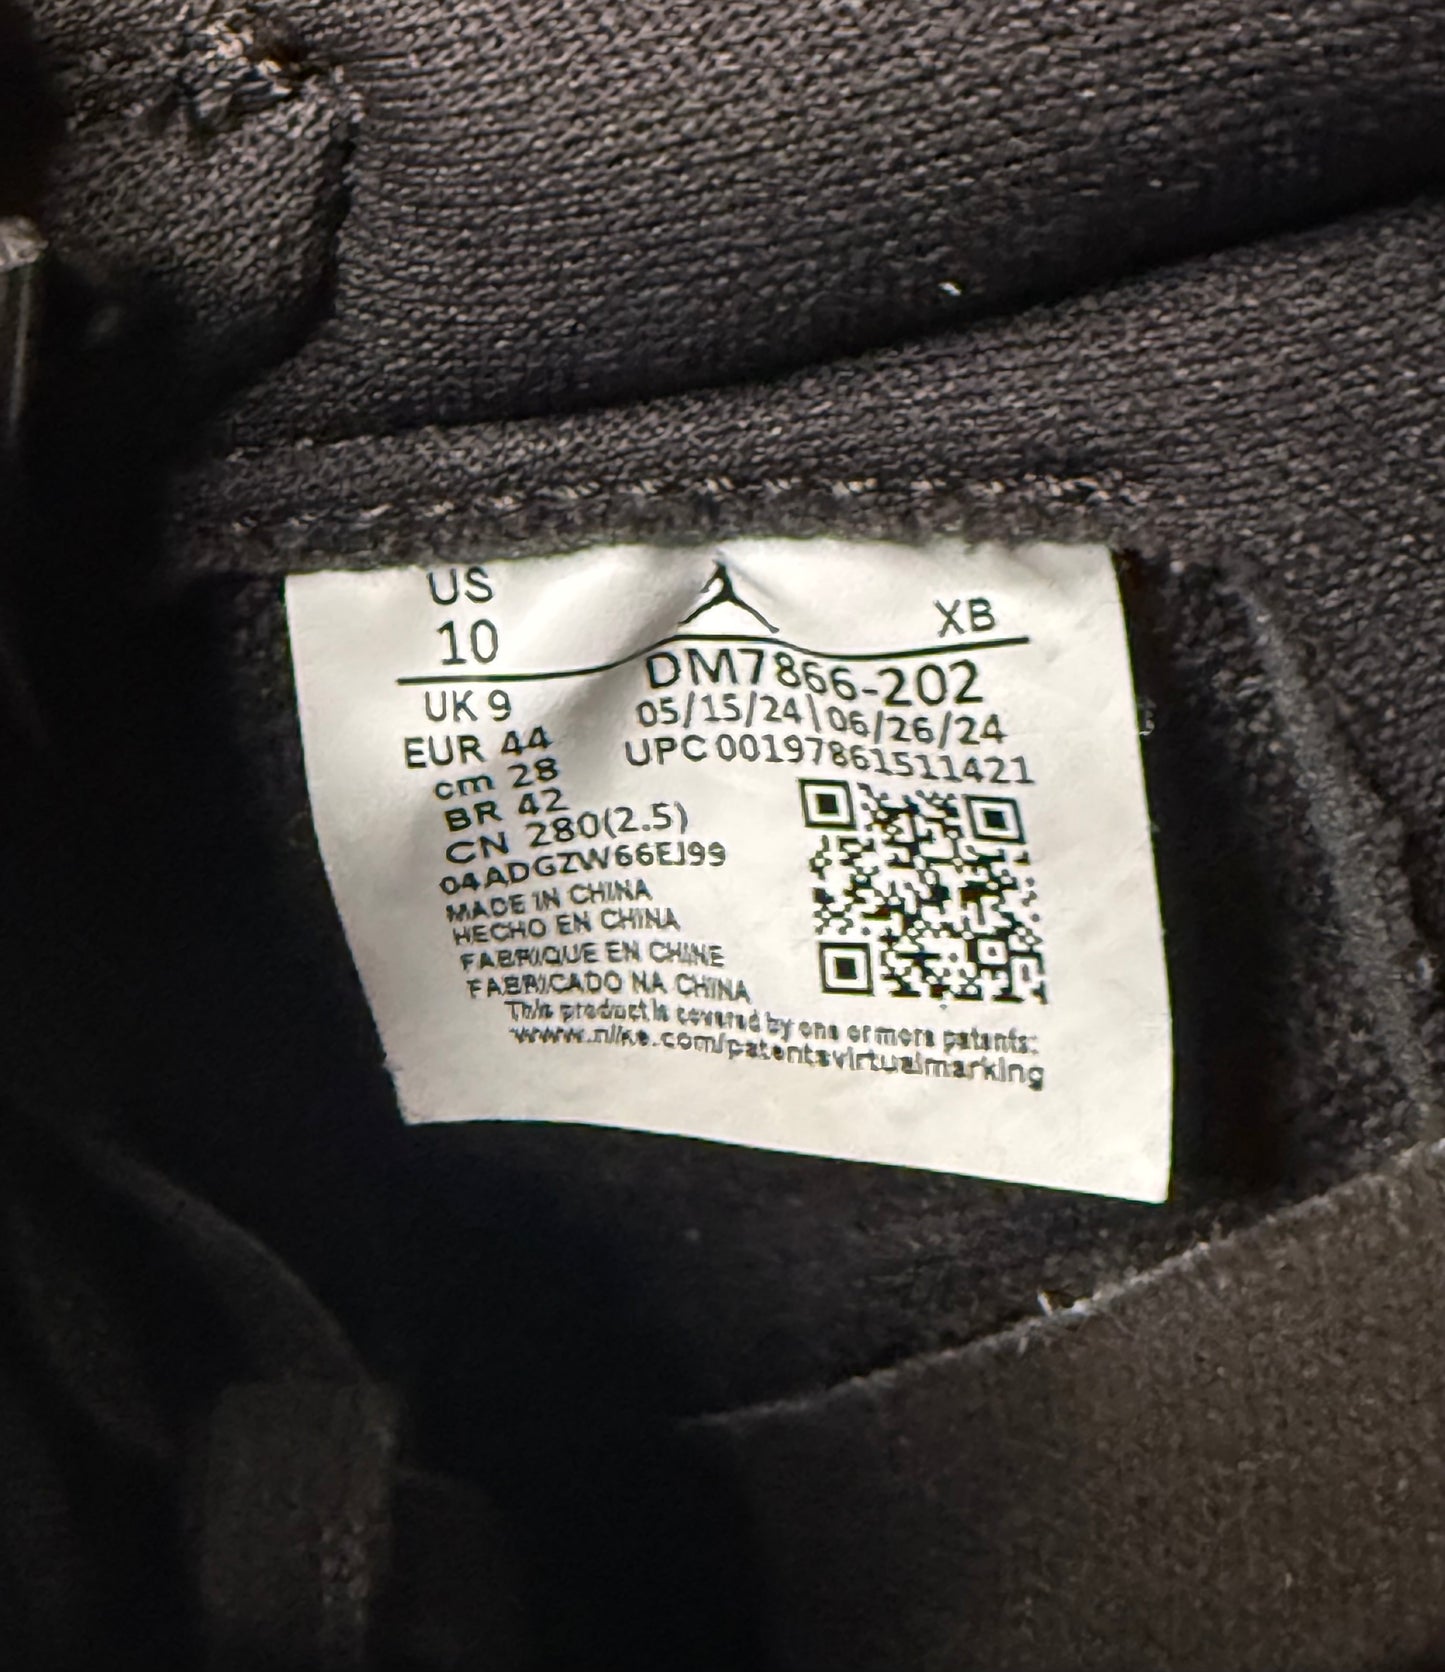 US
10
XB
UK 9
EUR 44
cm 28
BR 42
CN 280(2.5)
04ADGZW66EJ99
DM7866-202
05/15/24|06/26/24
UPC 00197861511421
MADE IN CHINA
HECHO EN CHINA
FABRIQUE EN CHINE
FABRICADO NA CHINA
This product is covered by one or more patents:
www.nike.com/patentsvirtualmarking